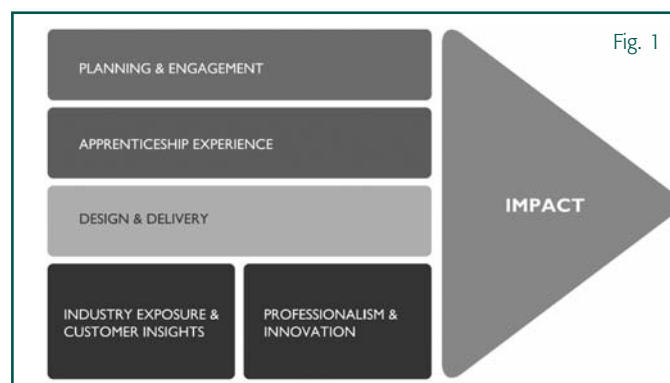 Fig. 1
PLANNING & ENGAGEMENT
APPRENTICESHIP EXPERIENCE
IMPACT
DESIGN & DELIVERY
INDUSTRY EXPOSURE &
CUSTOMER INSIGHTS
PROFESSIONALISM &
INNOVATION